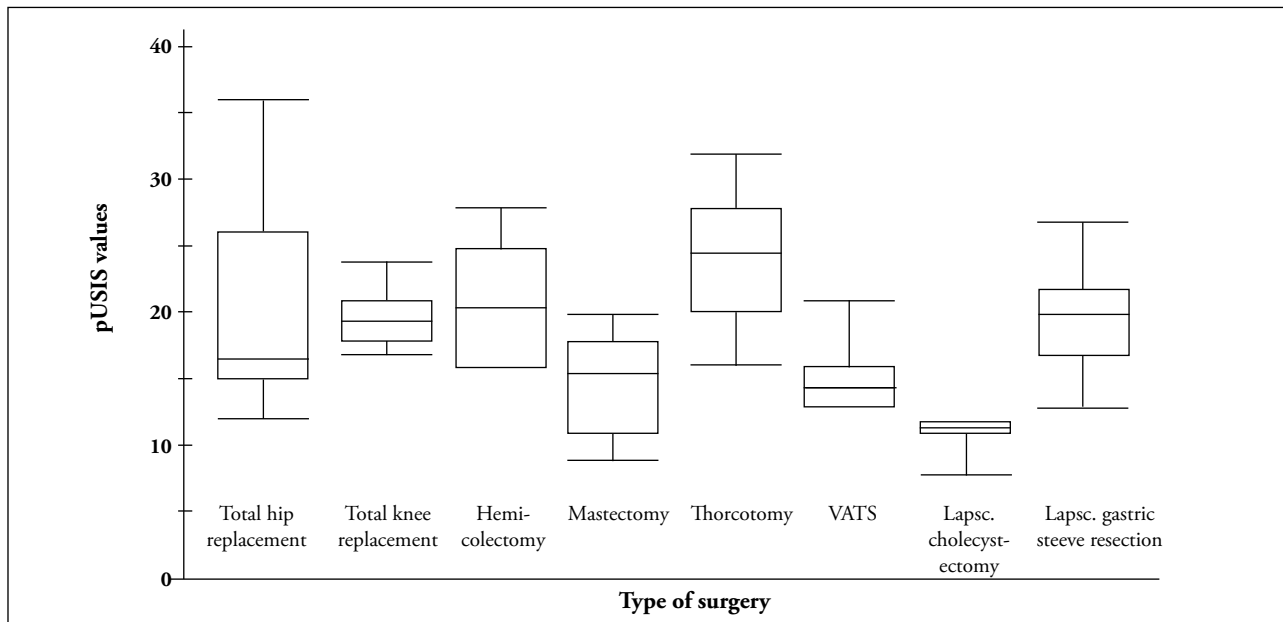 40
30
20
10
0
pUSIS values
Total hip
replacement
Total knee
replacement
Hemi-
colectomy
Mastectomy
Thorcotomy
VATS
Lapsc.
cholecyst-
ectomy
Lapsc. gastric
steeve resection
Type of surgery